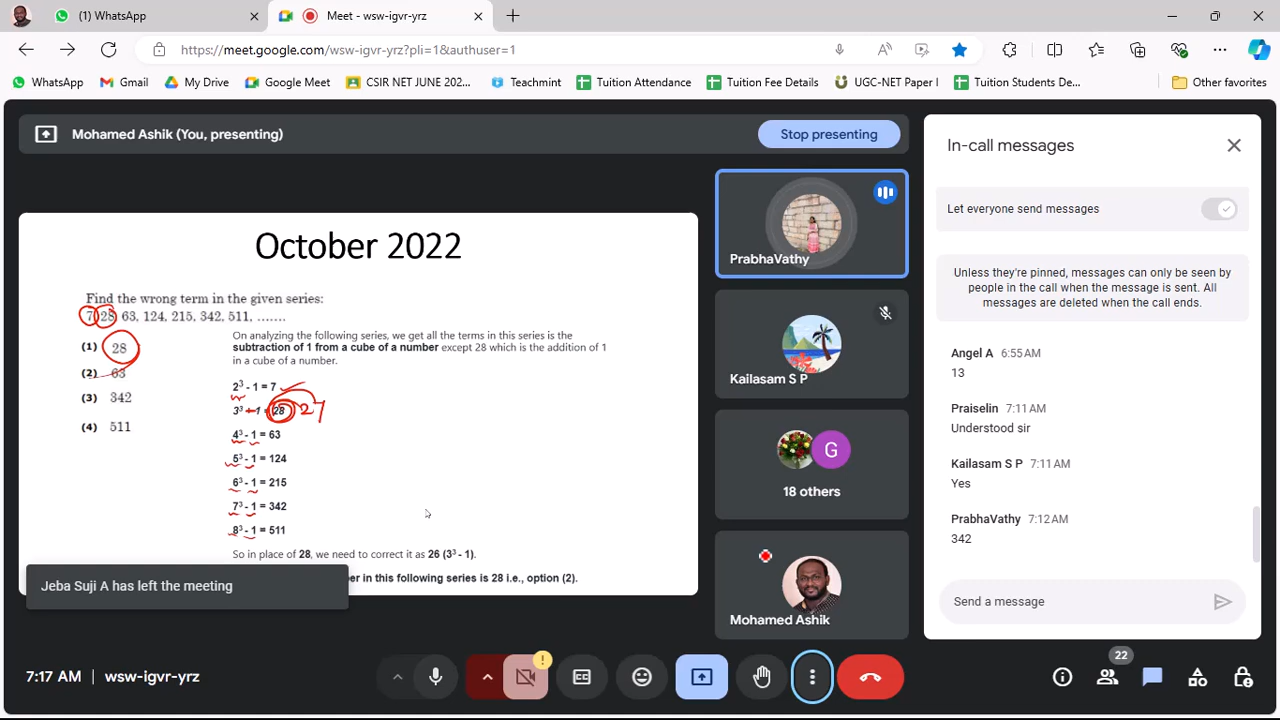 (1) WhatsApp
Meet - wsw-igvr-yrz
https://meet.google.com/wsw-igvr-yrz?pli=1&authuser=1
WhatsApp
Gmail
My Drive
Google Meet
CSIR NET JUNE 202...
Teachmint
Tuition Attendance
Tuition Fee Details
UGC-NET Paper I
Tuition Students De...
Other favorites
Mohamed Ashik (You, presenting)
Stop presenting
October 2022
Find the wrong term in the given series:
7, 28, 63, 124, 215, 342, 511, .......
(1) 28
(2) 63
(3) 342
(4) 511
On analyzing the following series, we get all the terms in this series is the
subtraction of 1 from a cube of a number except 28 which is the addition of 1
in a cube of a number.
2³ - 1 = 7
3³ + 1 = 28 27
4³ - 1 = 63
5³ - 1 = 124
6³ - 1 = 215
7³ - 1 = 342
8³ - 1 = 511
So in place of 28, we need to correct it as 26 (3³ - 1).
er in this following series is 28 i.e., option (2).
Jeba Suji A has left the meeting
PrabhaVathy
Kailasam S P
G
18 others
Mohamed Ashik
In-call messages
Let everyone send messages
Unless they're pinned, messages can only be seen by
people in the call when the message is sent. All
messages are deleted when the call ends.
Angel A 6:55 AM
13
Praiselin 7:11 AM
Understood sir
Kailasam S P 7:11 AM
Yes
PrabhaVathy 7:12 AM
342
Send a message
7:17 AM wsw-igvr-yrz
22